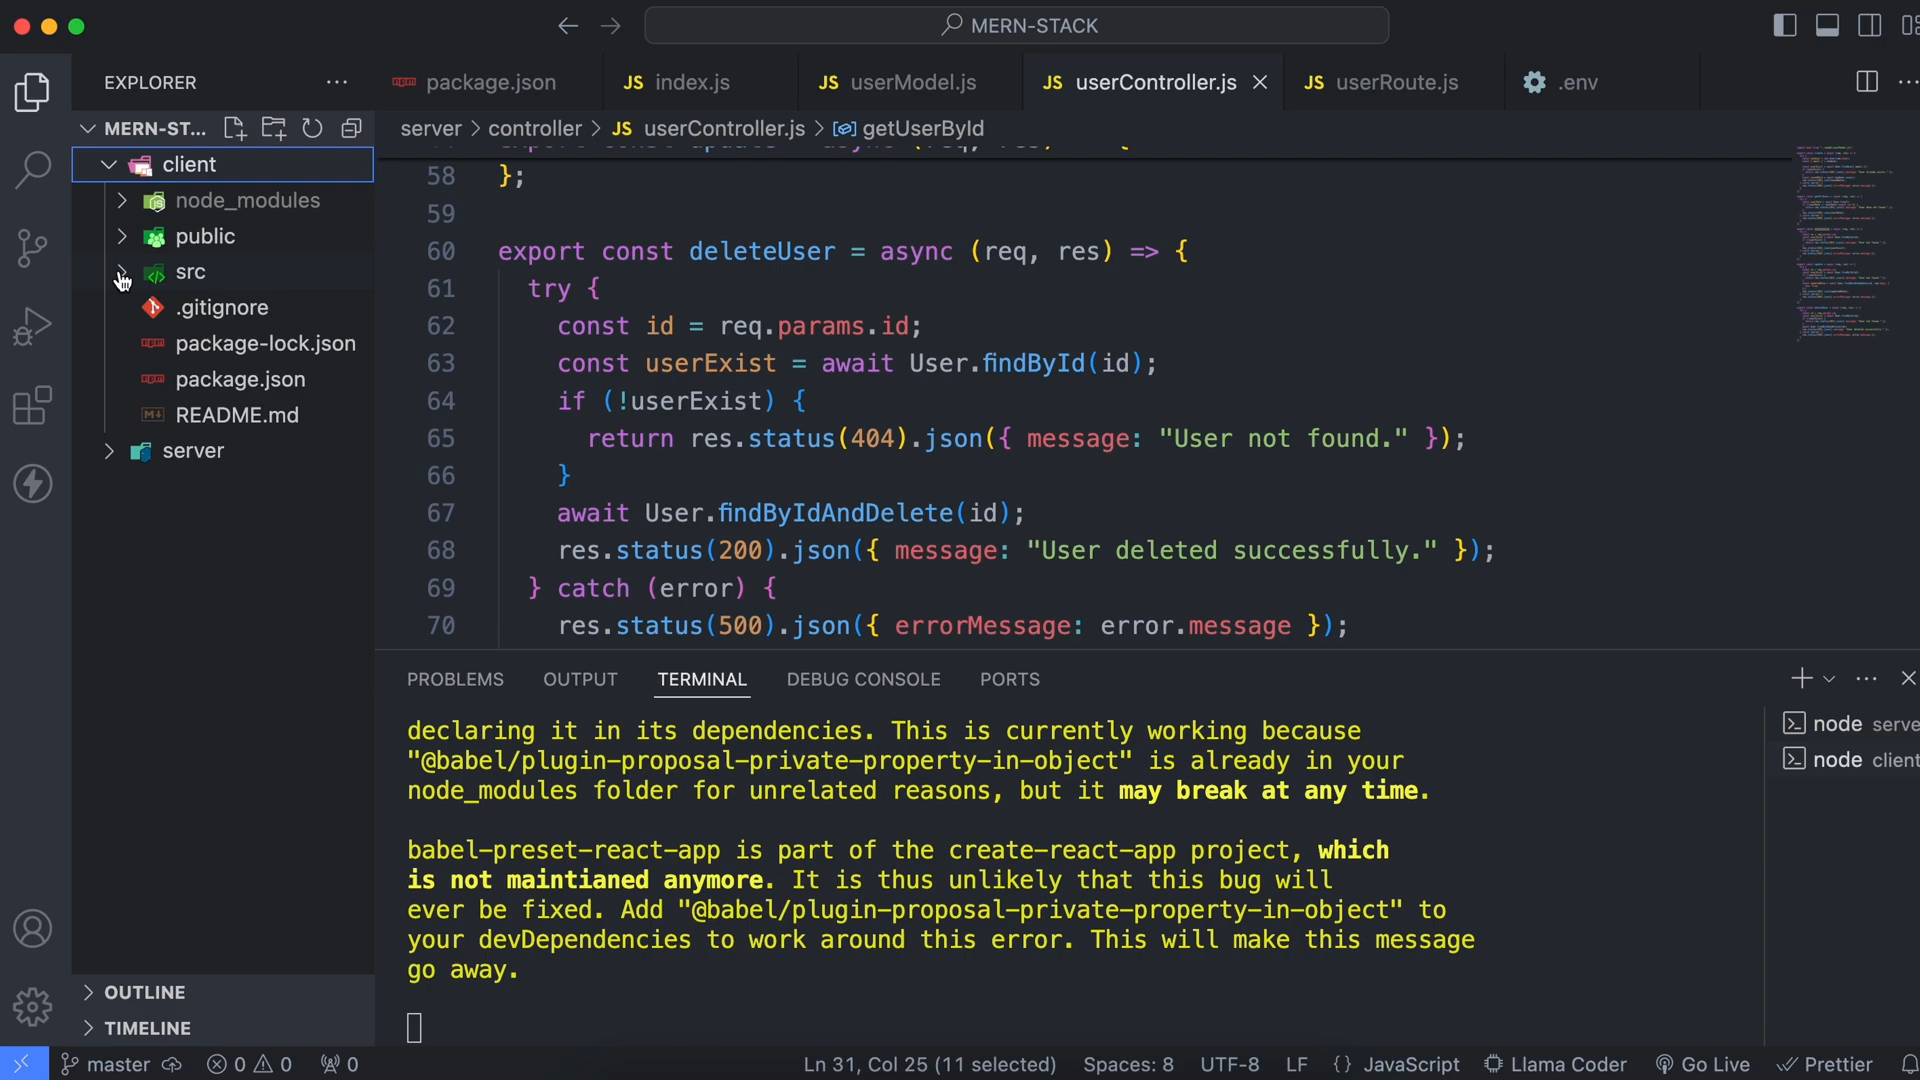 MERN-STACK
EXPLORER
package.json
JS index.js
JS userModel.js
JS userController.js
JS userRoute.js
.env
MERN-ST...
server > controller > JS userController.js > getUserById
client
node_modules
public
src
.gitignore
package-lock.json
package.json
README.md
server
58 };
59
60 export const deleteUser = async (req, res) => {
61 try {
62 const id = req.params.id;
63 const userExist = await User.findById(id);
64 if (!userExist) {
65 return res.status(404).json({ message: "User not found." });
66 }
67 await User.findByIdAndDelete(id);
68 res.status(200).json({ message: "User deleted successfully." });
69 } catch (error) {
70 res.status(500).json({ errorMessage: error.message });
PROBLEMS OUTPUT TERMINAL DEBUG CONSOLE PORTS
declaring it in its dependencies. This is currently working because
"@babel/plugin-proposal-private-property-in-object" is already in your
node_modules folder for unrelated reasons, but it may break at any time.
babel-preset-react-app is part of the create-react-app project, which
is not maintianed anymore. It is thus unlikely that this bug will
ever be fixed. Add "@babel/plugin-proposal-private-property-in-object" to
your devDependencies to work around this error. This will make this message
go away.
node serve
node client
OUTLINE
TIMELINE
master 0 0 0 Ln 31, Col 25 (11 selected) Spaces: 8 UTF-8 LF {} JavaScript Llama Coder Go Live Prettier